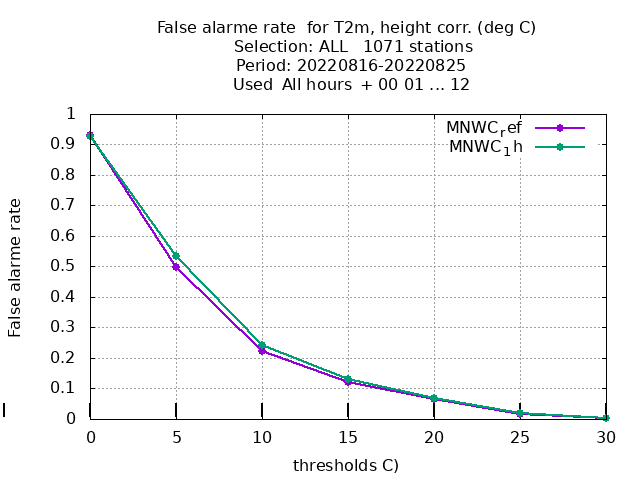 False alarme rate  for T2m, height corr. (deg C)
Selection: ALL   1071 stations
Period: 20220816-20220825
Used  All hours  + 00 01 ... 12
MNWC_ref
MNWC_1h
1
0.9
0.8
0.7
0.6
0.5
0.4
0.3
0.2
0.1
0
False alarme rate
0 5 10 15 20 25 30
thresholds C)